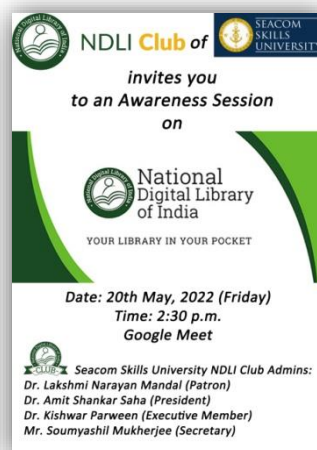 NDLI Club of
SEACOM
SKILLS
UNIVERSITY
invites you
to an Awareness Session
on
National
Digital Library
of India
YOUR LIBRARY IN YOUR POCKET
Date: 20th May, 2022 (Friday)
Time: 2:30 p.m.
Google Meet
CLUB
Seacom Skills University NDLI Club Admins:
Dr. Lakshmi Narayan Mandal (Patron)
Dr. Amit Shankar Saha (President)
Dr. Kishwar Parween (Executive Member)
Mr. Soumyashil Mukherjee (Secretary)